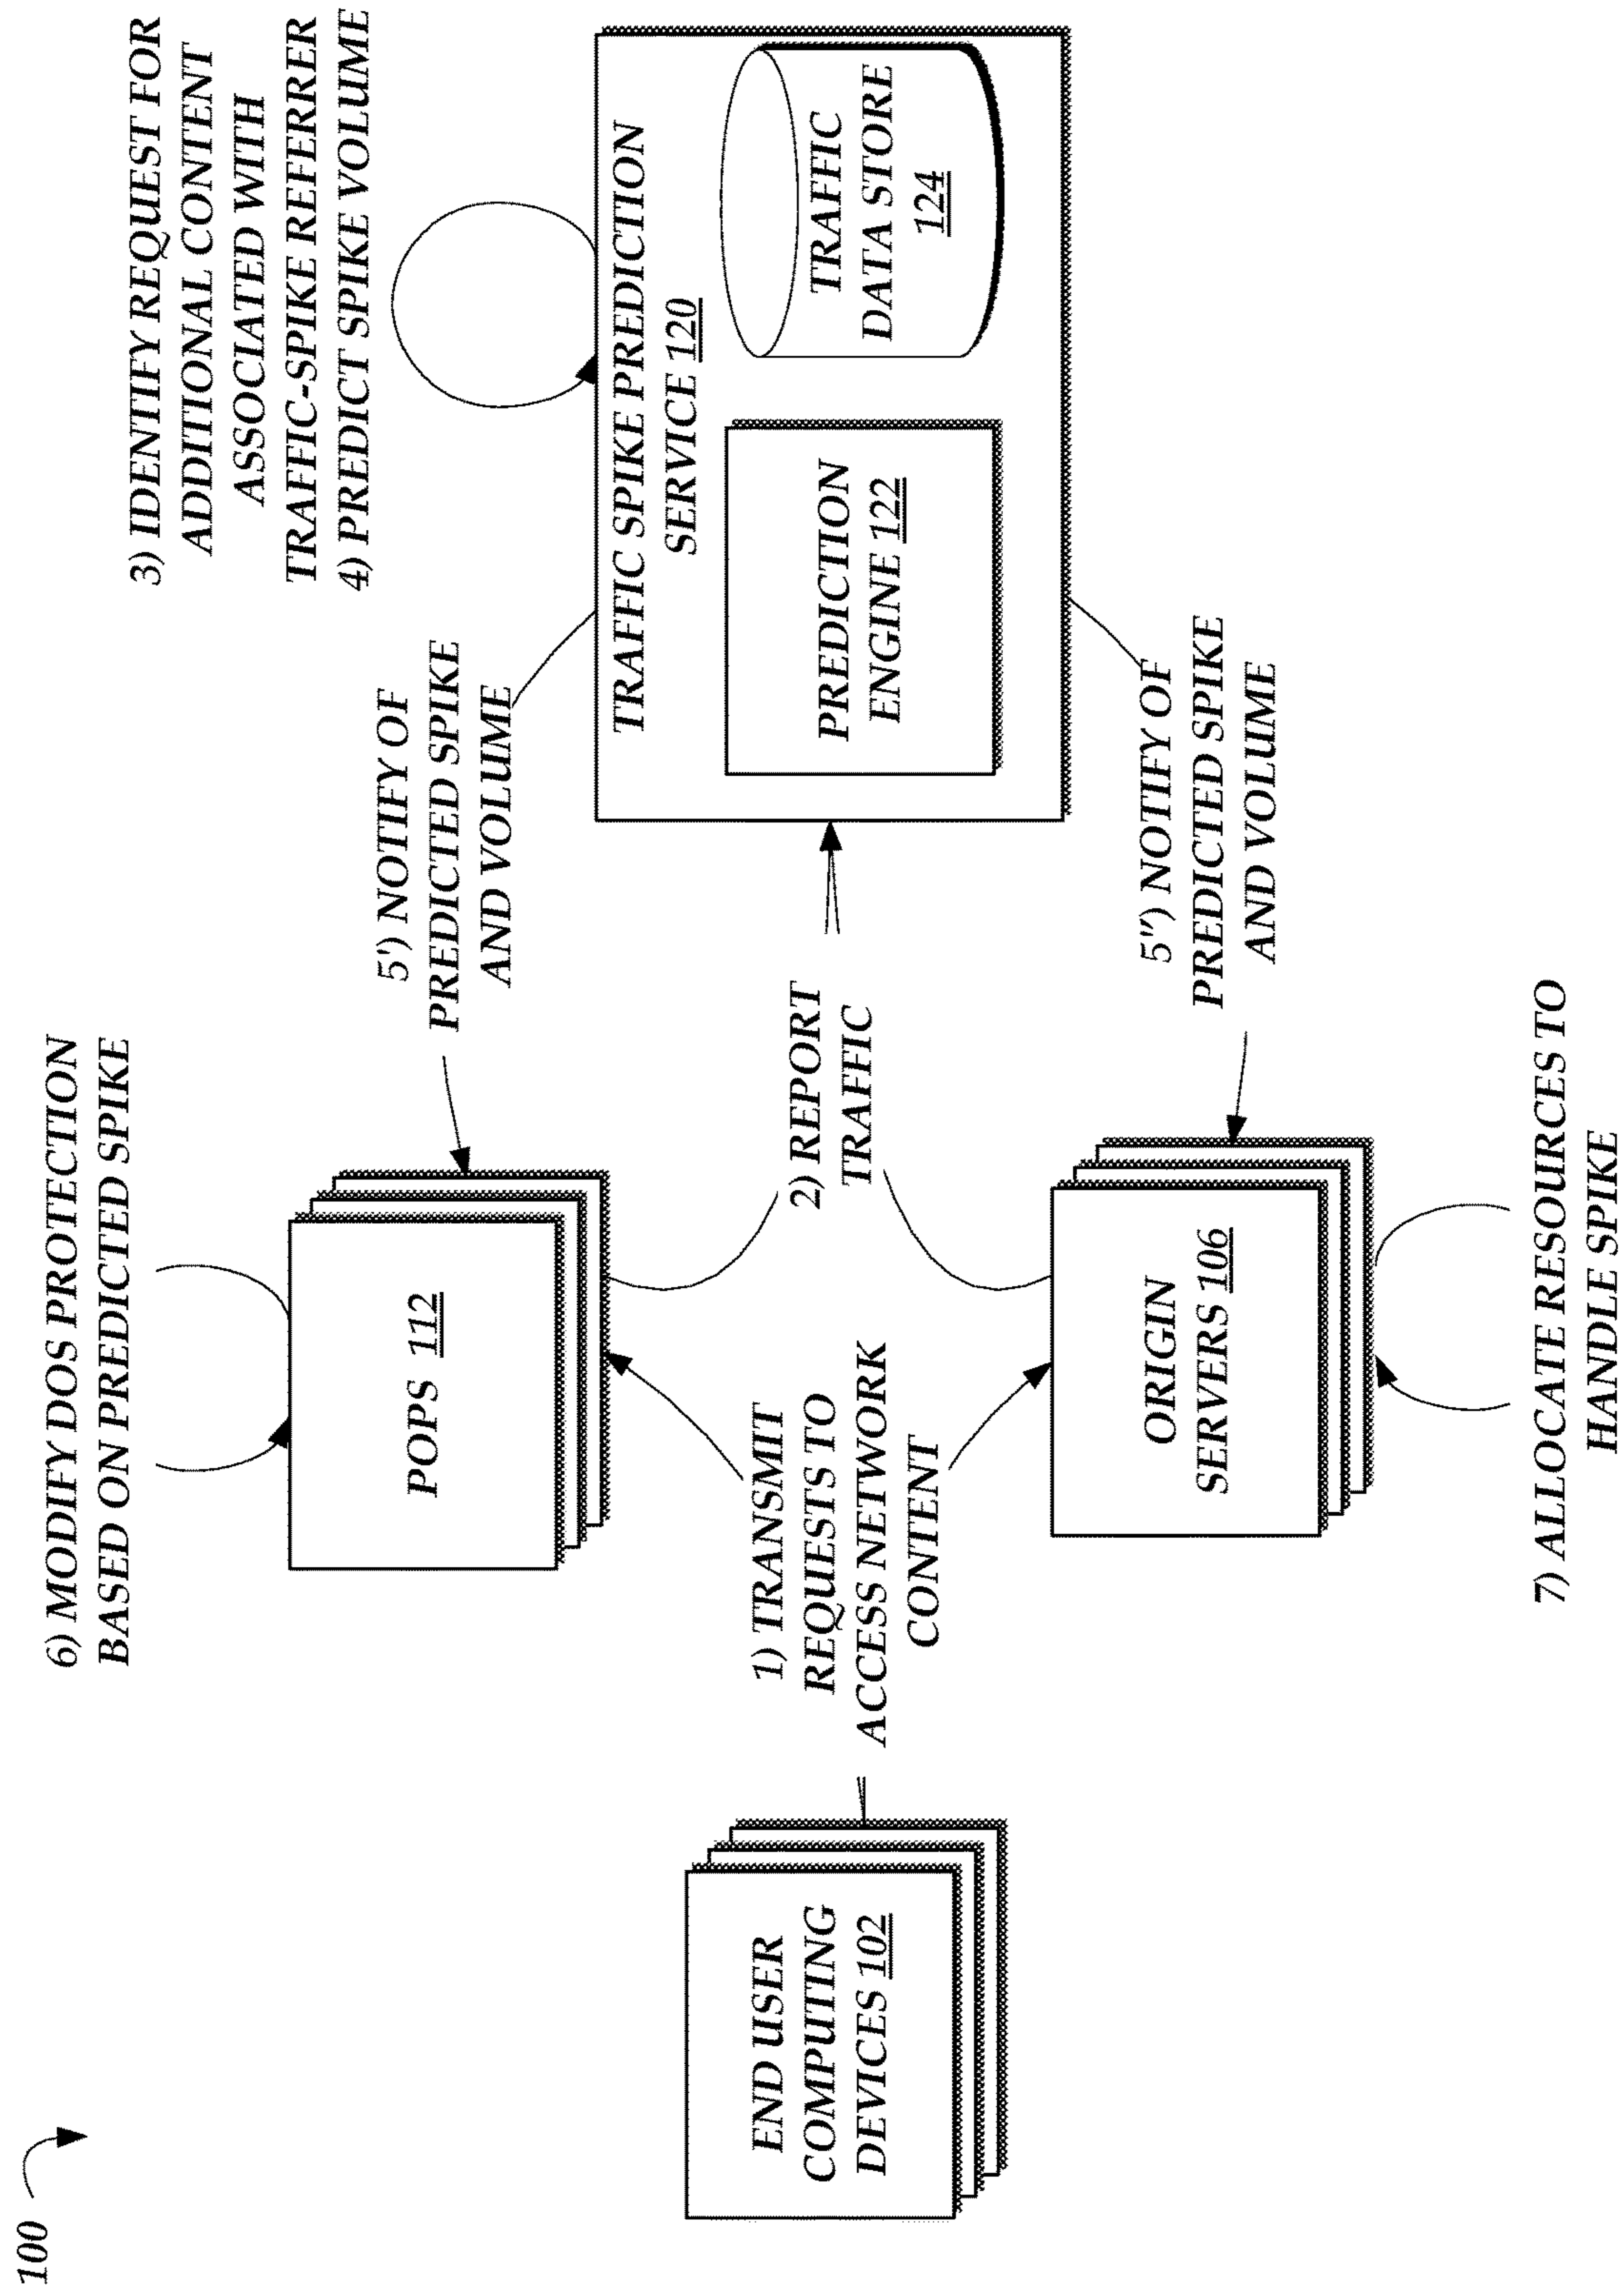 100
6) MODIFY DOS PROTECTION
BASED ON PREDICTED SPIKE
3) IDENTIFY REQUEST FOR
ADDITIONAL CONTENT
ASSOCIATED WITH
TRAFFIC-SPIKE REFERRER
4) PREDICT SPIKE VOLUME
5') NOTIFY OF
PREDICTED SPIKE
AND VOLUME
POPS 112
TRAFFIC SPIKE PREDICTION
SERVICE 120
PREDICTION
ENGINE 122
TRAFFIC
DATA STORE
124
END USER
COMPUTING
DEVICES 102
1) TRANSMIT
REQUESTS TO
ACCESS NETWORK
CONTENT
2) REPORT
TRAFFIC
ORIGIN
SERVERS 106
5") NOTIFY OF
PREDICTED SPIKE
AND VOLUME
7) ALLOCATE RESOURCES TO
HANDLE SPIKE